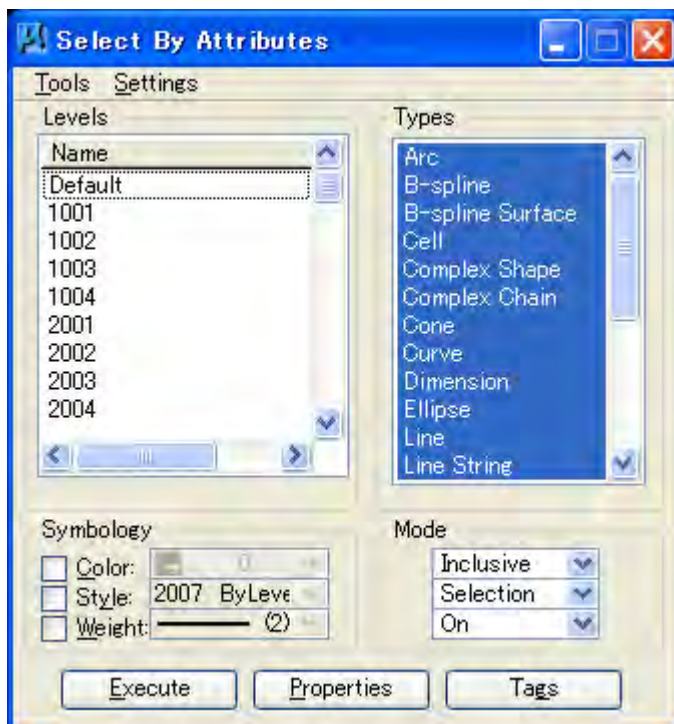 Select By Attributes
Tools Settings
Levels
Name
Default
1001
1002
1003
1004
2001
2002
2003
2004
Types
Arc
B-spline
B-spline Surface
Cell
Complex Shape
Complex Chain
Cone
Curve
Dimension
Ellipse
Line
Line String
Symbology
Color: 0
Style: 2007 ByLeve
Weight: (2)
Mode
Inclusive
Selection
On
Execute Properties Tags